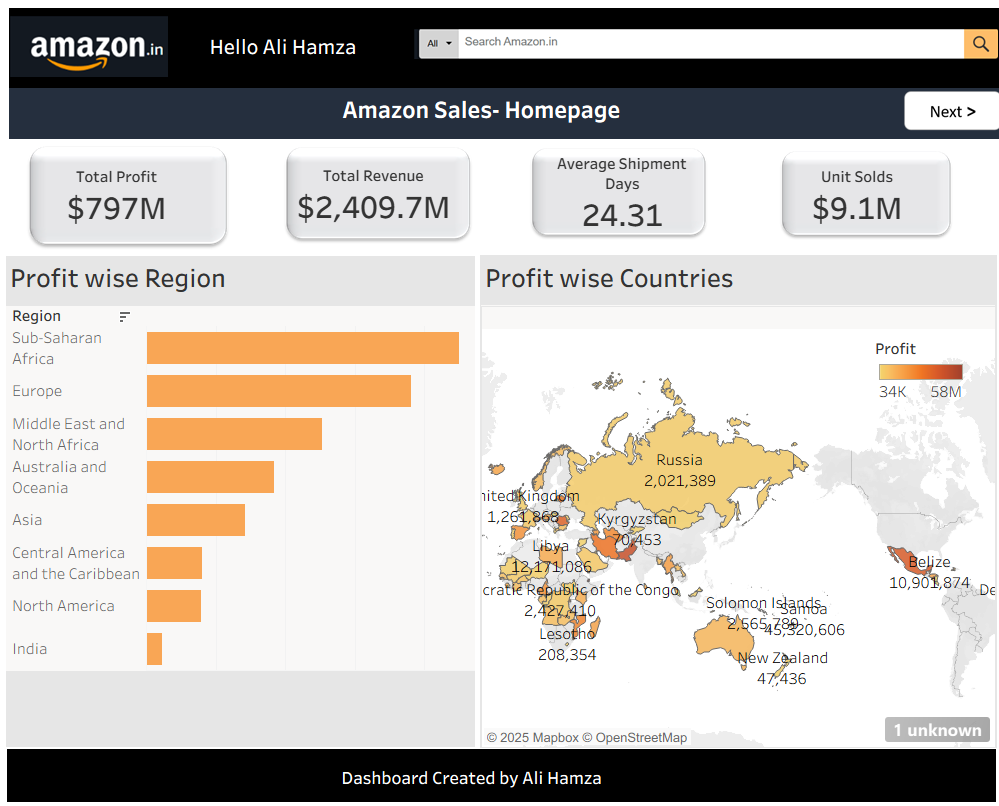 amazon.in
Hello Ali Hamza
All
Search Amazon.in
Amazon Sales- Homepage
Next >
Total Profit
$797M
Total Revenue
$2,409.7M
Average Shipment
Days
24.31
Unit Solds
$9.1M
Profit wise Region
Region
Sub-Saharan
Africa
Europe
Middle East and
North Africa
Australia and
Oceania
Asia
Central America
and the Caribbean
North America
India
Profit wise Countries
Profit
34K
58M
Russia
2,021,389
nited Kingdom
1,261,868
Kyrgyzstan
70,453
Libya
12,171,086
cratic Republic of the Congo
2,427,410
Lesotho
208,354
Solomon Islands
2,565,789
Samoa
45,320,606
New Zealand
47,436
Belize
10,901,874
De
1 unknown
© 2025 Mapbox © OpenStreetMap
Dashboard Created by Ali Hamza